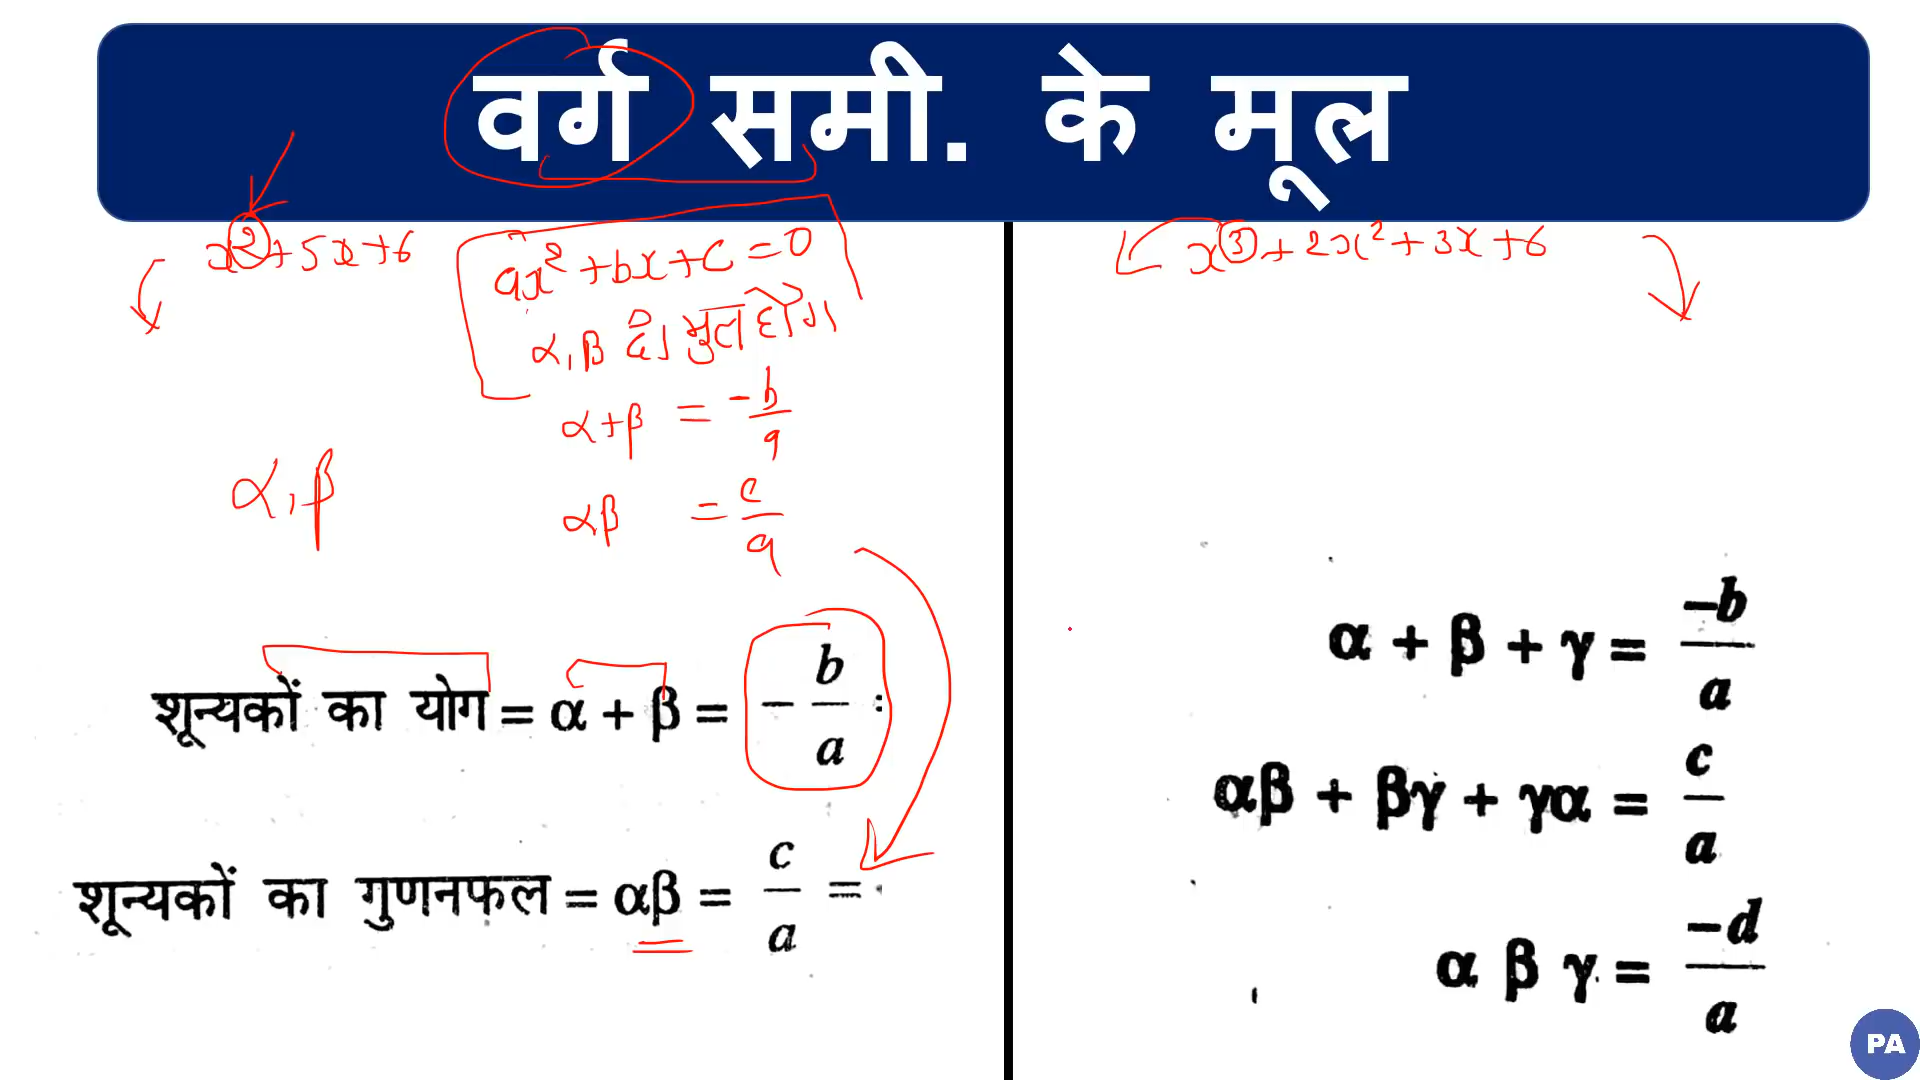 वर्ग समी. के मूल
x²+5x+6
ax²+bx+c=0
α,β दो मुल होंग
α+β = -b/a
α,β
αβ = c/a
शून्यकों का योग = α + β = - b/a :
शून्यकों का गुणनफल = αβ = c/a =
x³+2x²+3x+6
α + β + γ = -b/a
αβ + βγ + γα = c/a
α β γ = -d/a
PA